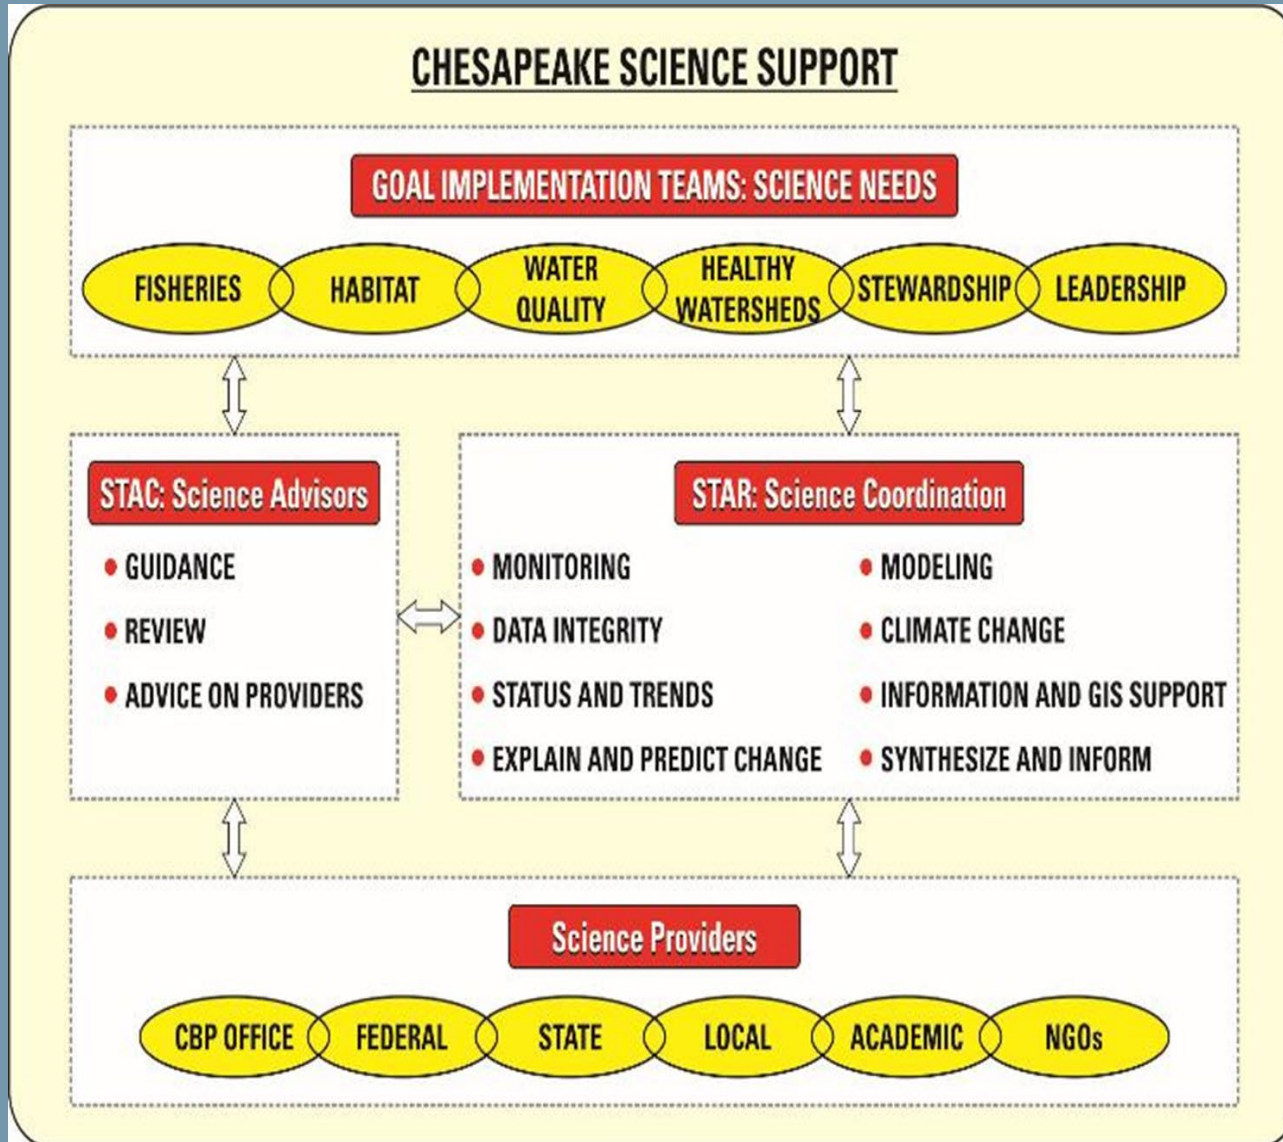 CHESAPEAKE SCIENCE SUPPORT
GOAL IMPLEMENTATION TEAMS: SCIENCE NEEDS
FISHERIES
HABITAT
WATER
QUALITY
HEALTHY
WATERSHEDS
STEWARDSHIP
LEADERSHIP
STAC: Science Advisors
• GUIDANCE
• REVIEW
• ADVICE ON PROVIDERS
STAR: Science Coordination
• MONITORING
• DATA INTEGRITY
• STATUS AND TRENDS
• EXPLAIN AND PREDICT CHANGE
• MODELING
• CLIMATE CHANGE
• INFORMATION AND GIS SUPPORT
• SYNTHESIZE AND INFORM
Science Providers
CBP OFFICE
FEDERAL
STATE
LOCAL
ACADEMIC
NGOs